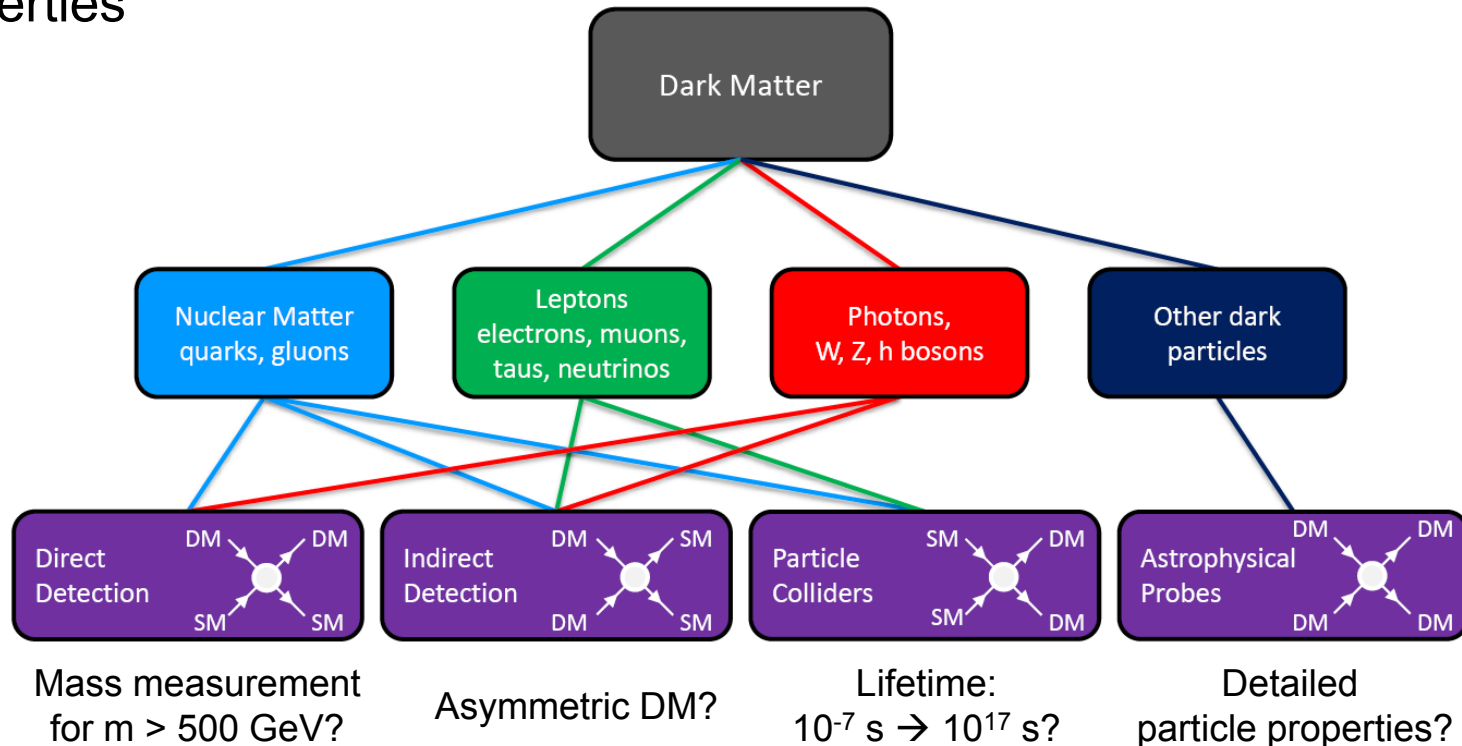 erties
Dark Matter
Nuclear Matter
quarks, gluons
Leptons
electrons, muons,
taus, neutrinos
Photons,
W, Z, h bosons
Other dark
particles
Direct
Detection
DM DM
SM SM
Indirect
Detection
DM SM
DM SM
Particle
Colliders
SM DM
SM DM
Astrophysical
Probes
DM DM
DM DM
Mass measurement
for m > 500 GeV?
Asymmetric DM?
Lifetime:
10⁻⁷ s → 10¹⁷ s?
Detailed
particle properties?